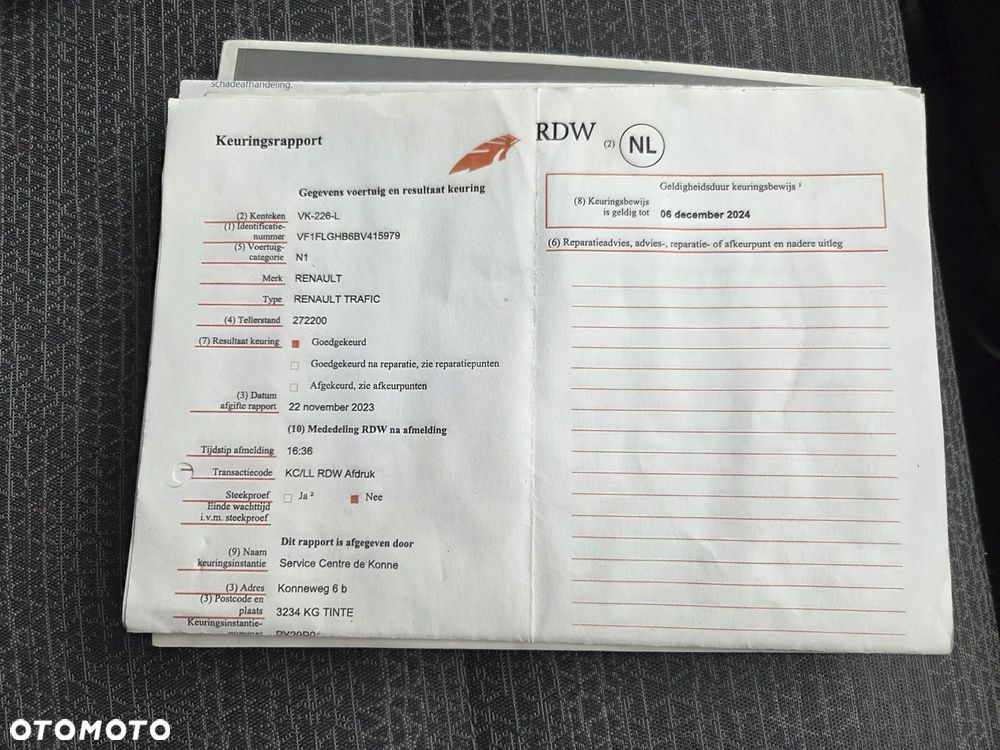 schadeafhandeling.
Keuringsrapport
RDW (2) NL
Gegevens voertuig en resultaat keuring
(2) Kenteken VK-226-L
(1) Identificatie-
nummer VF1FLGHB6BV415979
(5) Voertuig-
categorie N1
Merk RENAULT
Type RENAULT TRAFIC
(4) Tellerstand 272200
(7) Resultaat keuring Goedgekeurd
Goedgekeurd na reparatie, zie reparatiepunten
Afgekeurd, zie afkeurpunten
(3) Datum
afgifte rapport 22 november 2023
(10) Mededeling RDW na afmelding
Tijdstip afmelding 16:36
Transactiecode KC/LL RDW Afdruk
Steekproef Ja ² Nee
Einde wachttijd
i.v.m. steekproef
Dit rapport is afgegeven door
(9) Naam
keuringsinstantie Service Centre de Konne
(3) Adres Konneweg 6 b
(3) Postcode en
plaats 3234 KG TINTE
Keuringsinstantie-
Geldigheidsduur keuringsbewijs ³
(8) Keuringsbewijs
is geldig tot 06 december 2024
(6) Reparatieadvies, advies-, reparatie- of afkeurpunt en nadere uitleg
OTOMOTO